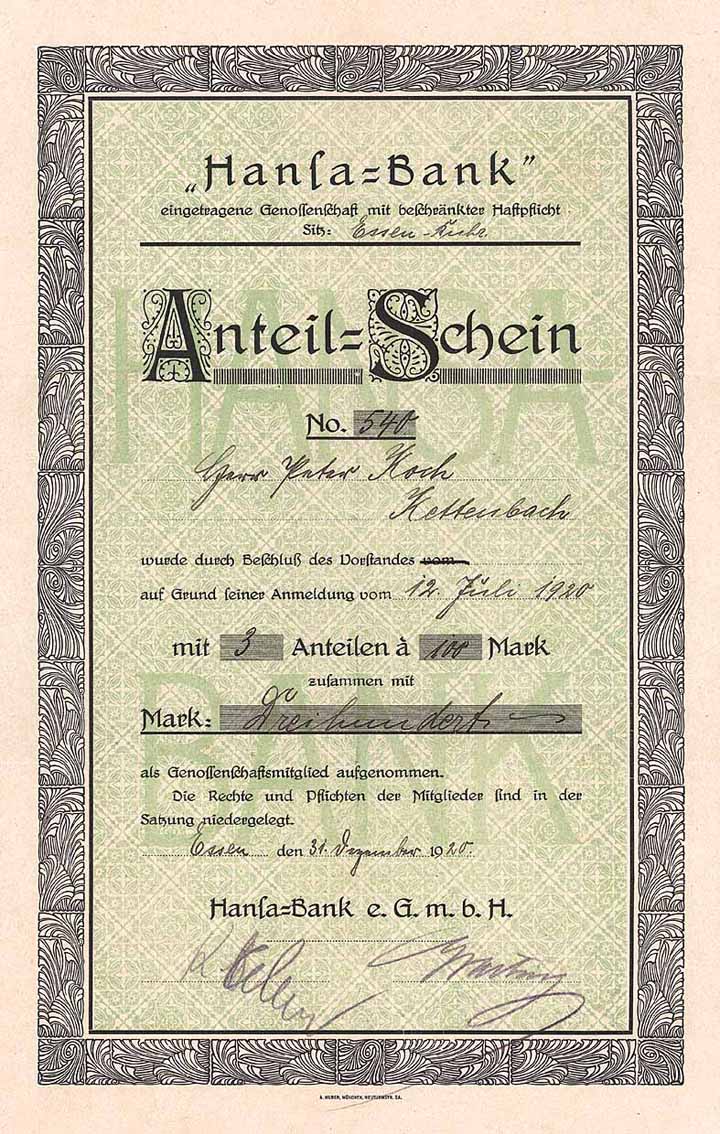 „Hanſa=Bank”
eingetragene Genoſſenſchaft mit beſchränkter Haftpflicht
Sitz: Essen-Ruhr.
Anteil=Schein
No. 540
Herr Peter Koch
Kettenbach
wurde durch Beſchluß des Vorſtandes vom
auf Grund ſeiner Anmeldung vom 12. Juli 1920
mit 3 Anteilen à 100 Mark
zuſammen mit
Mark: Dreihundert
als Genoſſenſchaftsmitglied aufgenommen.
Die Rechte und Pflichten der Mitglieder ſind in der
Satzung niedergelegt.
Essen den 31. Dezember 1920.
Hanſa=Bank e. G. m. b. H.
HANSA-
BANK